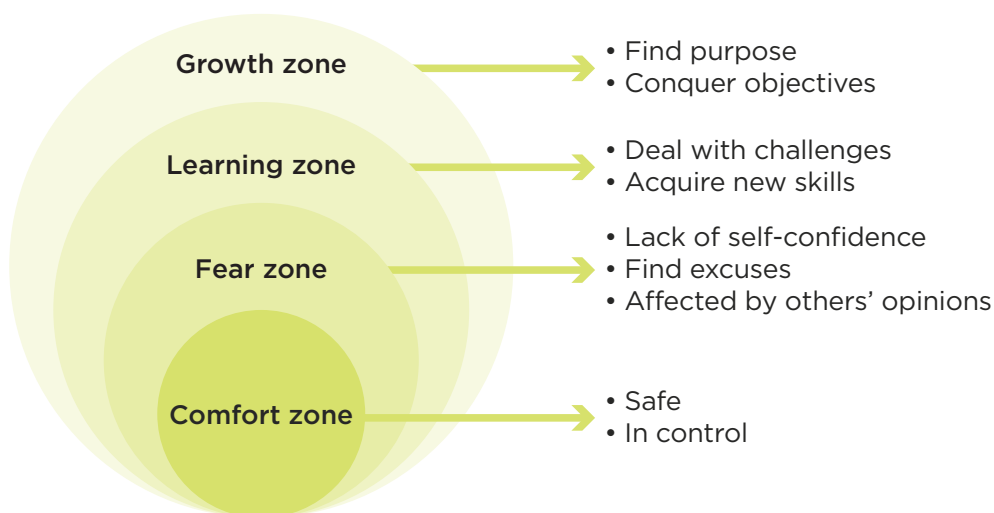 Growth zone
• Find purpose
• Conquer objectives
Learning zone
• Deal with challenges
• Acquire new skills
Fear zone
• Lack of self-confidence
• Find excuses
• Affected by others’ opinions
Comfort zone
• Safe
• In control